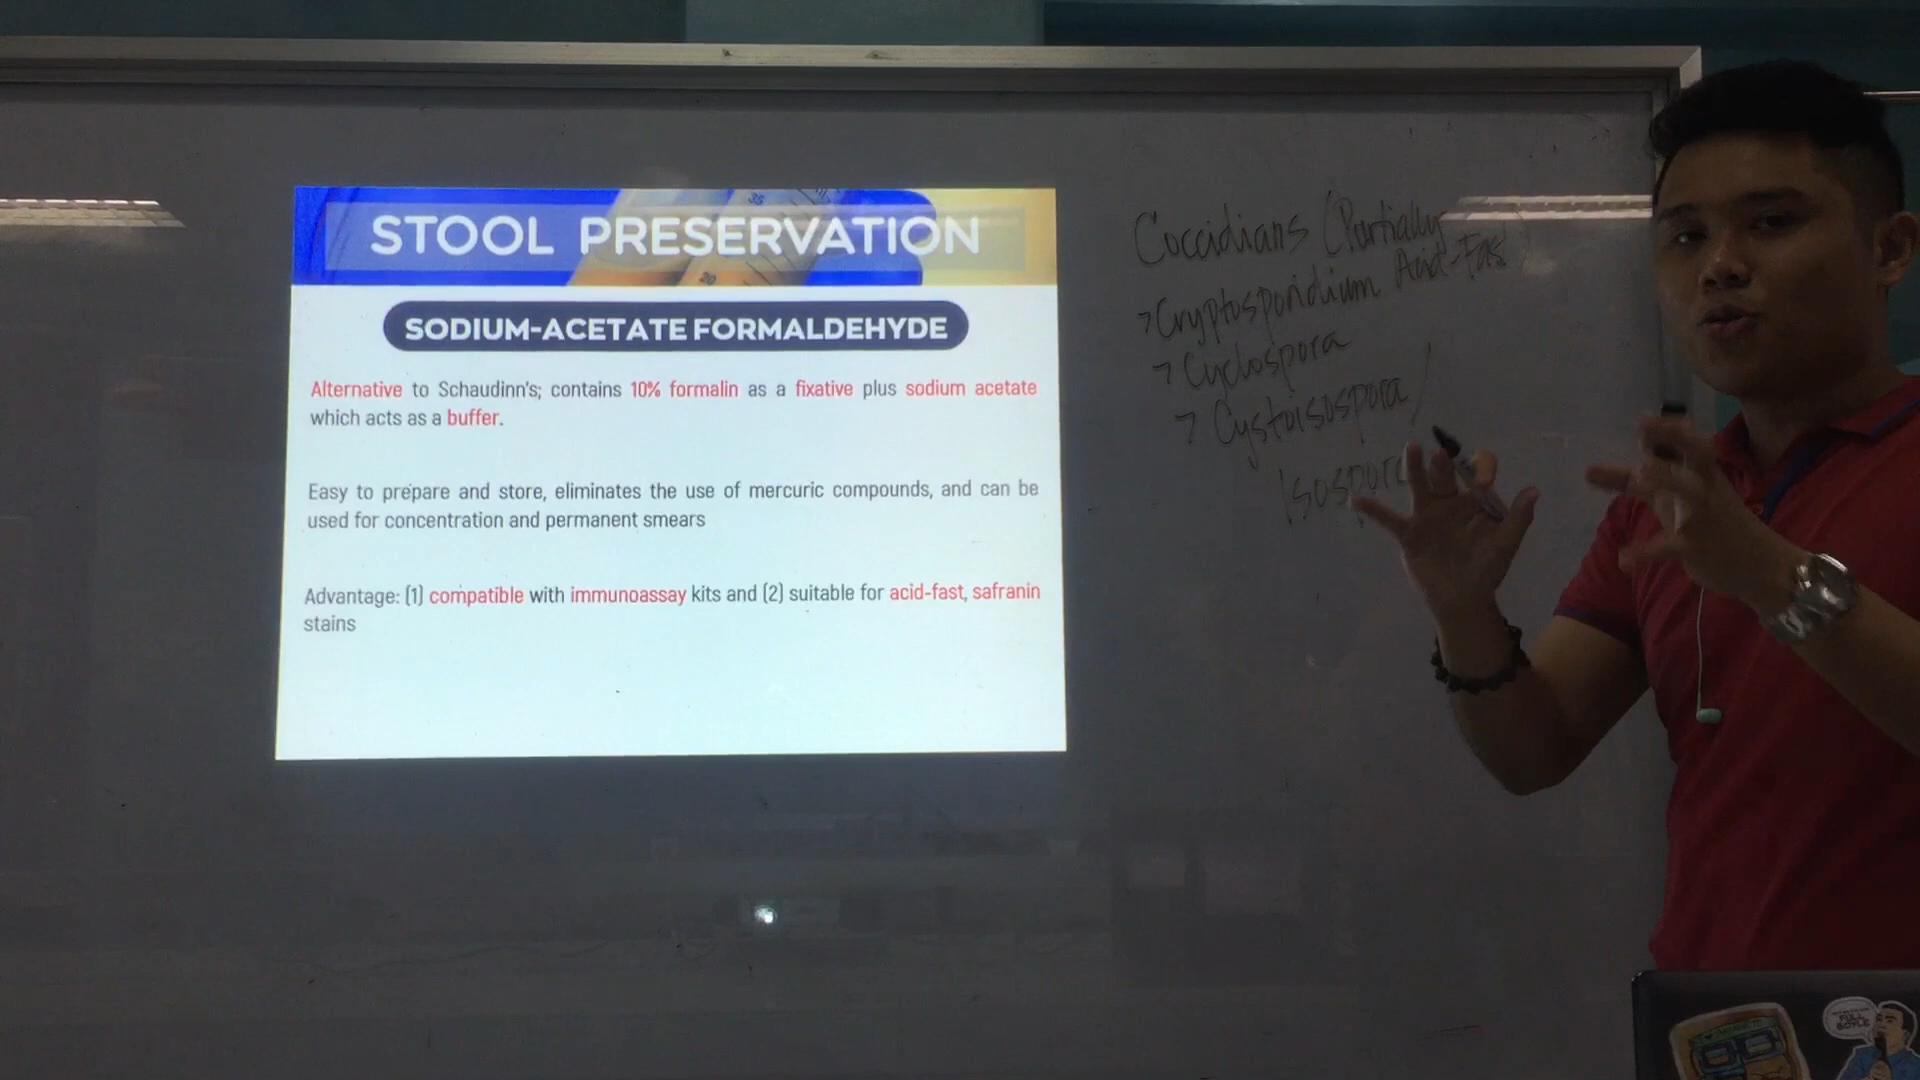 STOOL PRESERVATION
SODIUM-ACETATE FORMALDEHYDE
Alternative to Schaudinn's; contains 10% formalin as a fixative plus sodium acetate
which acts as a buffer.
Easy to prepare and store, eliminates the use of mercuric compounds, and can be
used for concentration and permanent smears
Advantage: (1) compatible with immunoassay kits and (2) suitable for acid-fast, safranin
stains
Coccidians (Partially
Acid-Fast)
>Cryptosporidium
> Cyclospora
> Cystoisospora/
Isospora
FULL
BOYLE